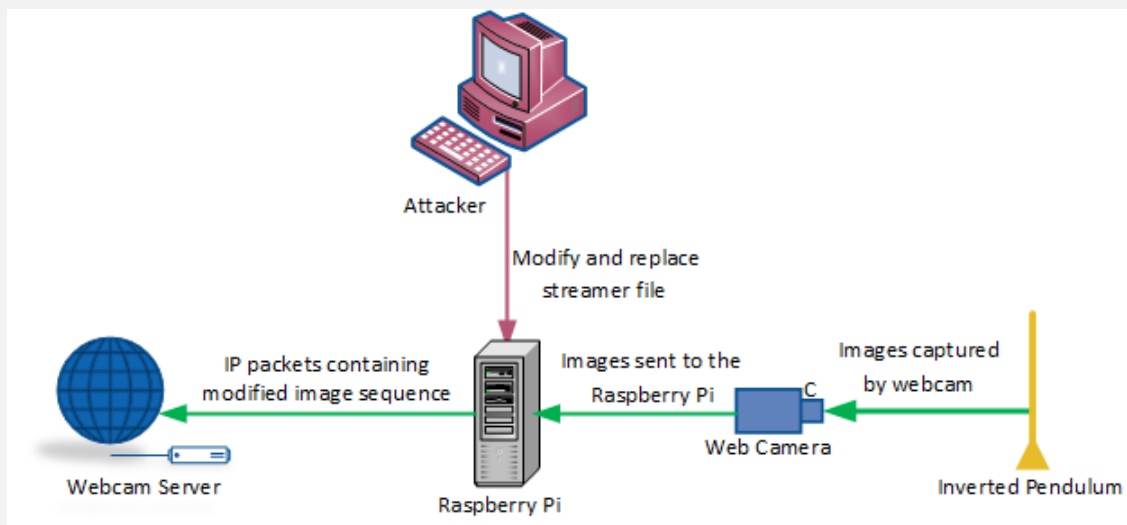 Attacker
Modify and replace
streamer file
IP packets containing
modified image sequence
Images sent to the
Raspberry Pi
Images captured
by webcam
C
Web Camera
Webcam Server
Raspberry Pi
Inverted Pendulum